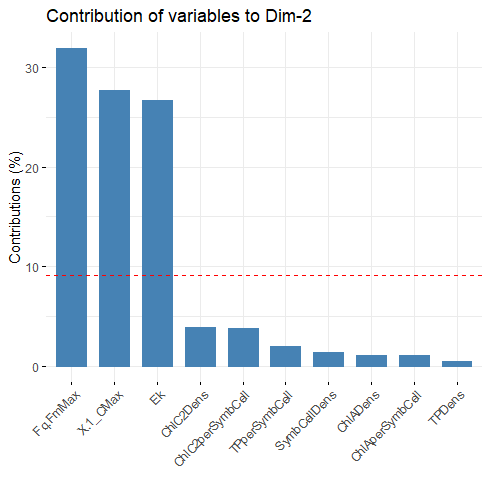 Contribution of variables to Dim-2
Contributions (%)
30
20
10
0
Fq.FmMax
X.1_QMax
Ek
ChlC2Dens
ChlC2perSymbCell
TPperSymbCell
SymbCellDens
ChlADens
ChlAperSymbCell
TPDens